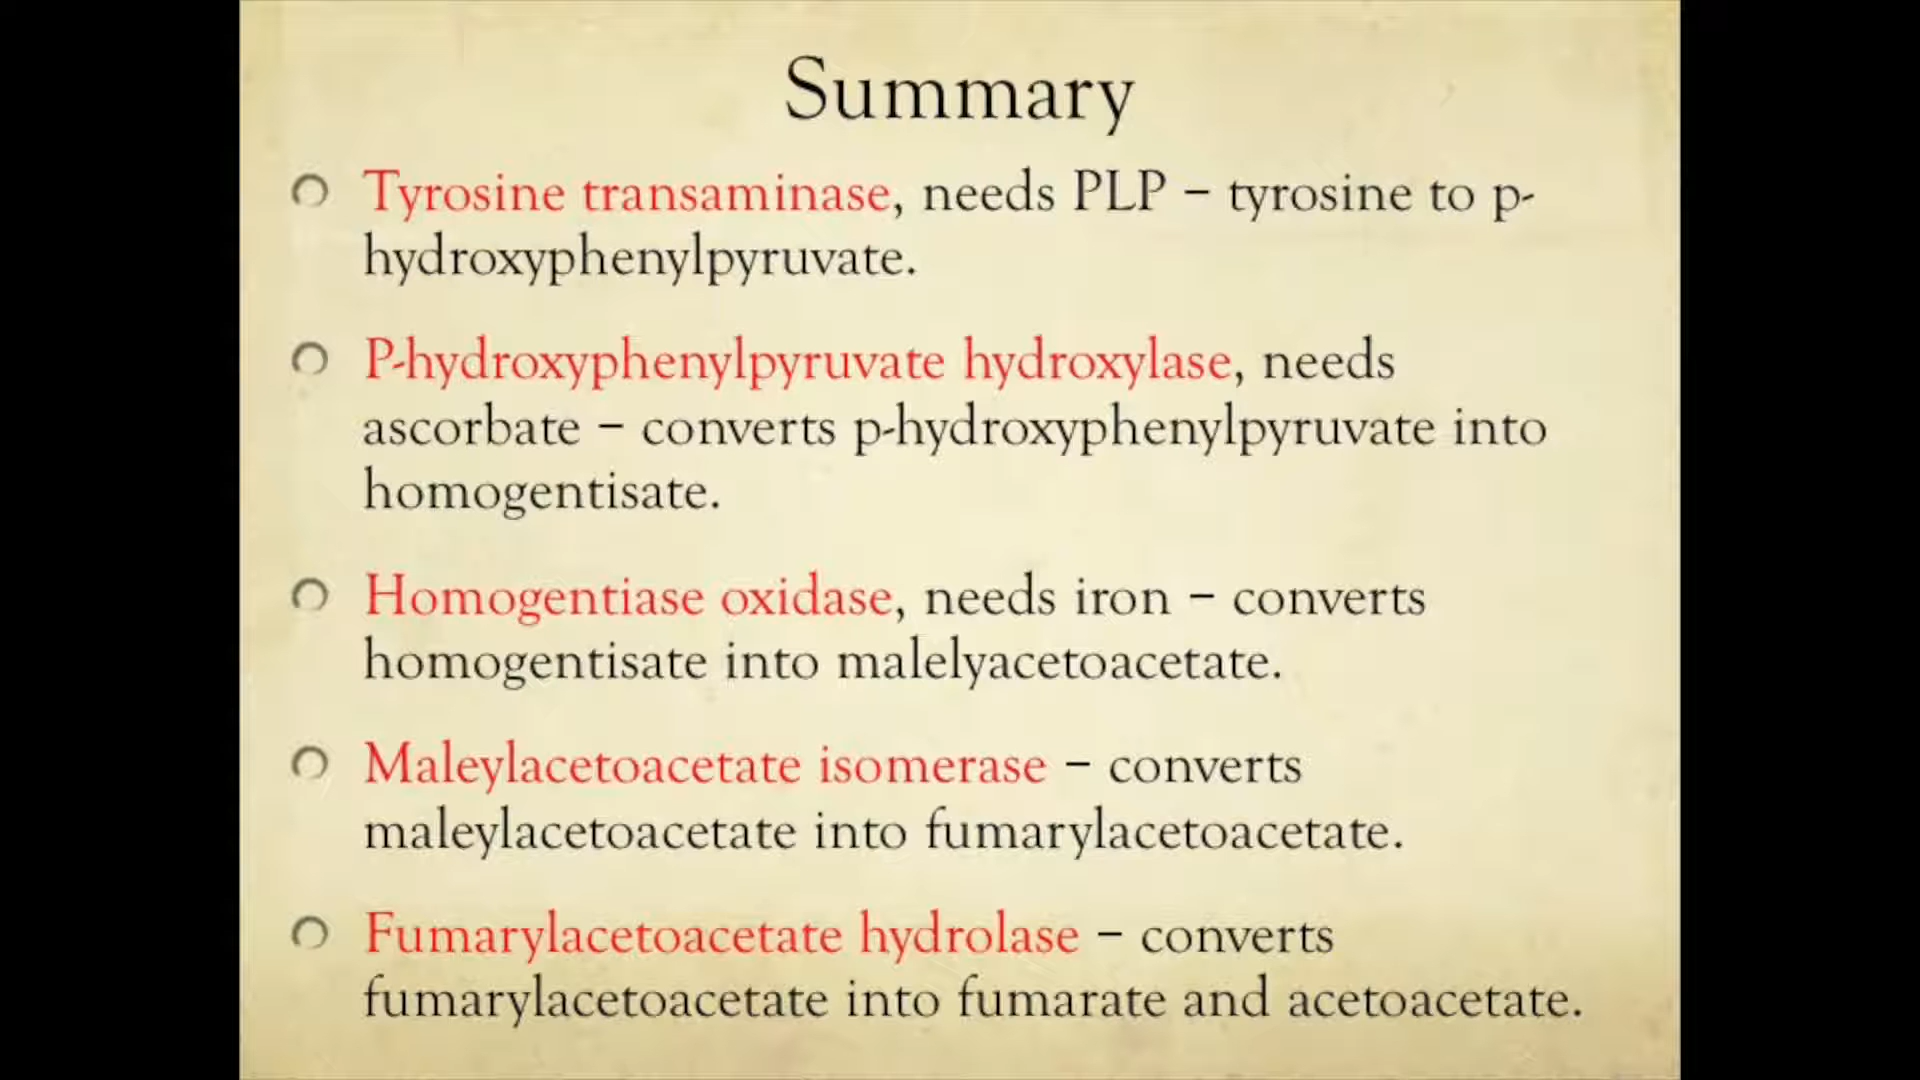 Summary
Tyrosine transaminase, needs PLP – tyrosine to p-
hydroxyphenylpyruvate.
P-hydroxyphenylpyruvate hydroxylase, needs
ascorbate – converts p-hydroxyphenylpyruvate into
homogentisate.
Homogentiase oxidase, needs iron – converts
homogentisate into malelyacetoacetate.
Maleylacetoacetate isomerase – converts
maleylacetoacetate into fumarylacetoacetate.
Fumarylacetoacetate hydrolase – converts
fumarylacetoacetate into fumarate and acetoacetate.